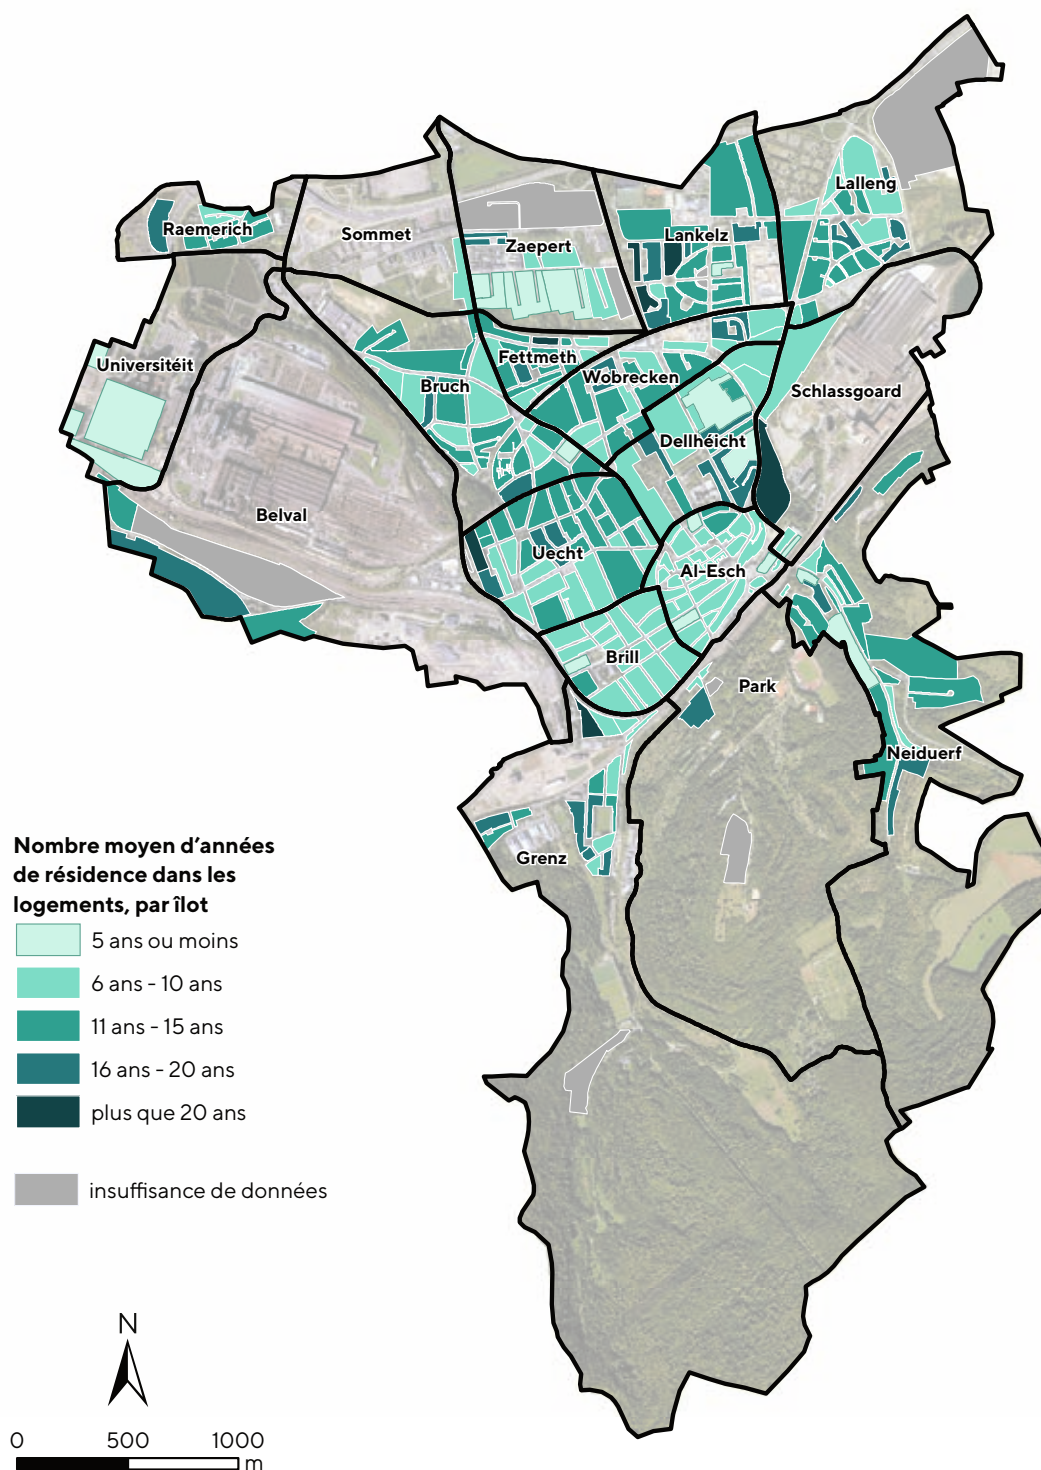 Lalleng
Raemerich
Sommet
Lankelz
Zaepert
Universitéit
Fettmeth
Wobrecken
Bruch
Schlassgoard
Dellhéicht
Belval
Uecht
Al-Esch
Brill
Park
Neiduerf
Grenz
Nombre moyen d’années
de résidence dans les
logements, par îlot
5 ans ou moins
6 ans - 10 ans
11 ans - 15 ans
16 ans - 20 ans
plus que 20 ans
insuffisance de données
N
0 500 1000
m